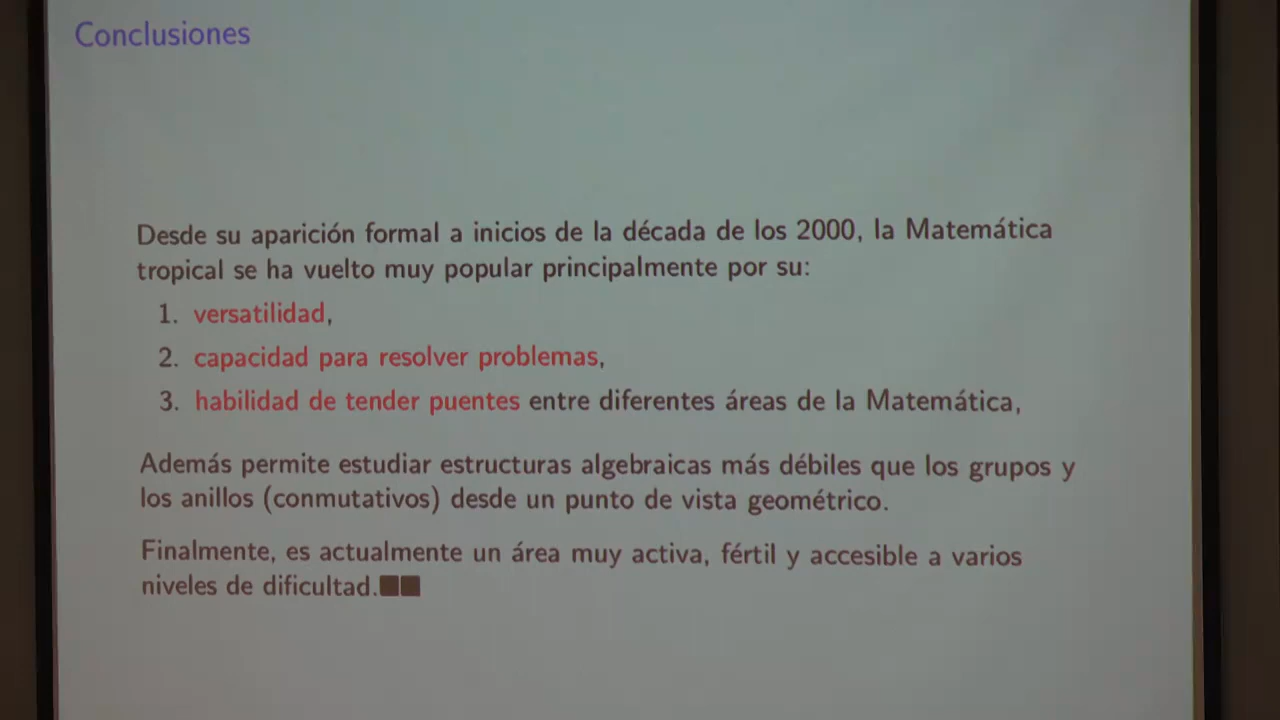 Conclusiones
Desde su aparición formal a inicios de la década de los 2000, la Matemática
tropical se ha vuelto muy popular principalmente por su:
1. versatilidad,
2. capacidad para resolver problemas,
3. habilidad de tender puentes entre diferentes áreas de la Matemática,
Además permite estudiar estructuras algebraicas más débiles que los grupos y
los anillos (conmutativos) desde un punto de vista geométrico.
Finalmente, es actualmente un área muy activa, fértil y accesible a varios
niveles de dificultad.■■